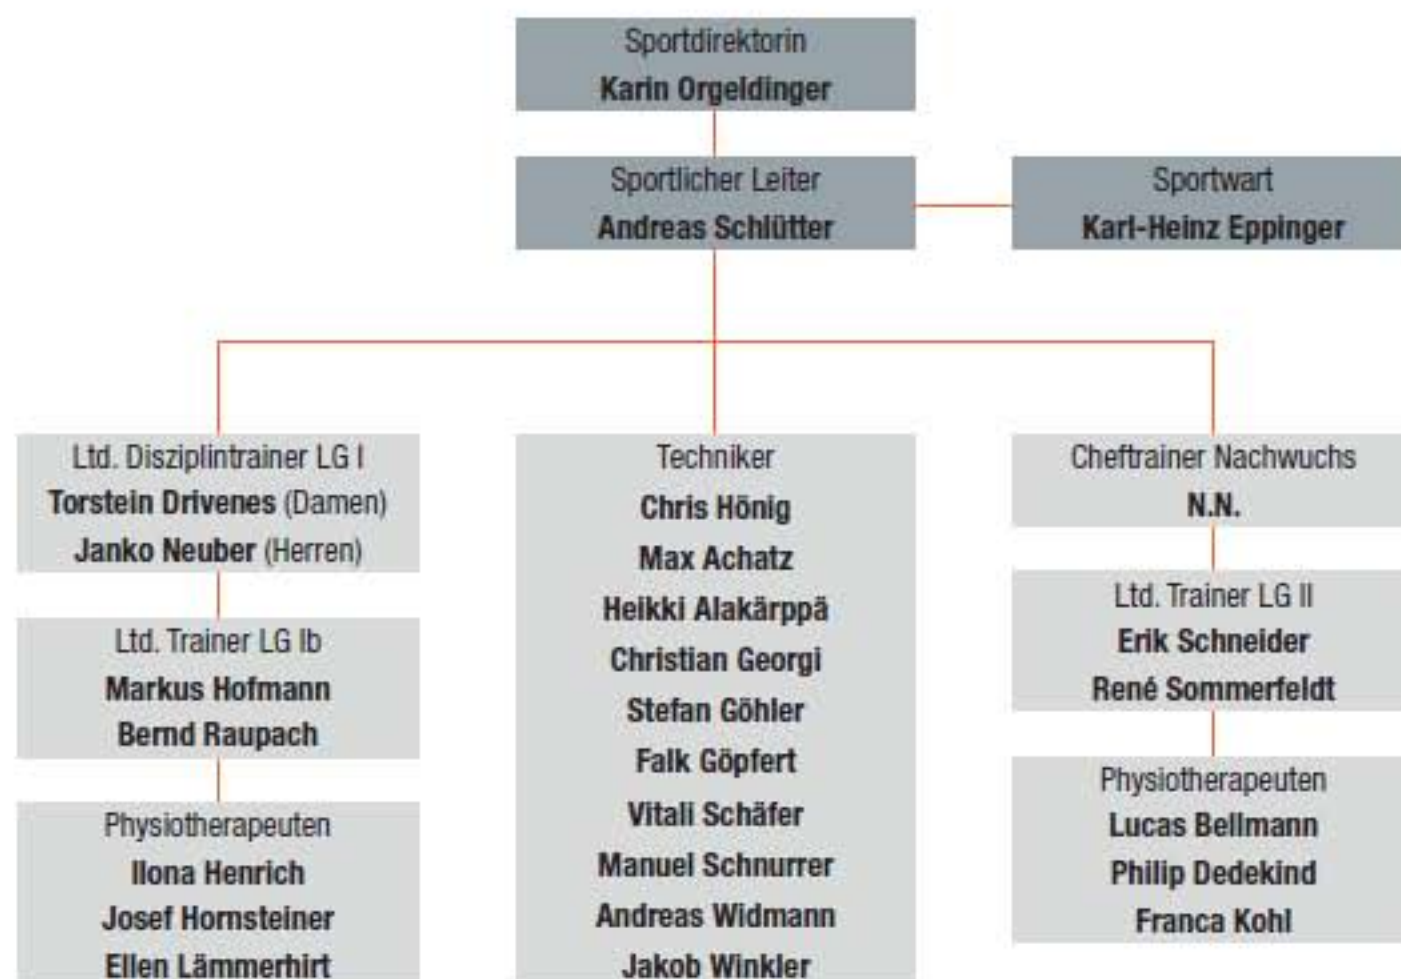 Sportdirektorin
Karin Orgeldinger
Sportlicher Leiter
Andreas Schlütter
Sportwart
Karl-Heinz Eppinger
Ltd. Disziplintrainer LG I
Torstein Drivenes (Damen)
Janko Neuber (Herren)
Ltd. Trainer LG Ib
Markus Hofmann
Bernd Raupach
Physiotherapeuten
Ilona Henrich
Josef Hornsteiner
Ellen Lämmerhirt
Techniker
Chris Hönig
Max Achatz
Heikki Alakärppä
Christian Georgi
Stefan Göhler
Falk Göpfert
Vitali Schäfer
Manuel Schnurrer
Andreas Widmann
Jakob Winkler
Cheftrainer Nachwuchs
N.N.
Ltd. Trainer LG II
Erik Schneider
René Sommerfeldt
Physiotherapeuten
Lucas Bellmann
Philip Dedekind
Franca Kohl